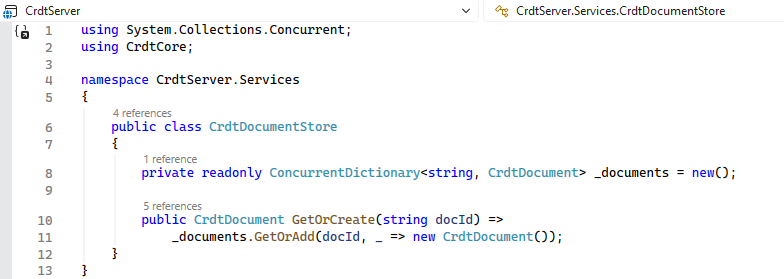 CrdtServer CrdtServer.Services.CrdtDocumentStore
1 using System.Collections.Concurrent;
2 using CrdtCore;
3
4 namespace CrdtServer.Services
5 {
4 references
6 public class CrdtDocumentStore
7 {
1 reference
8 private readonly ConcurrentDictionary<string, CrdtDocument> _documents = new();
9
5 references
10 public CrdtDocument GetOrCreate(string docId) =>
11 _documents.GetOrAdd(docId, _ => new CrdtDocument());
12 }
13 }